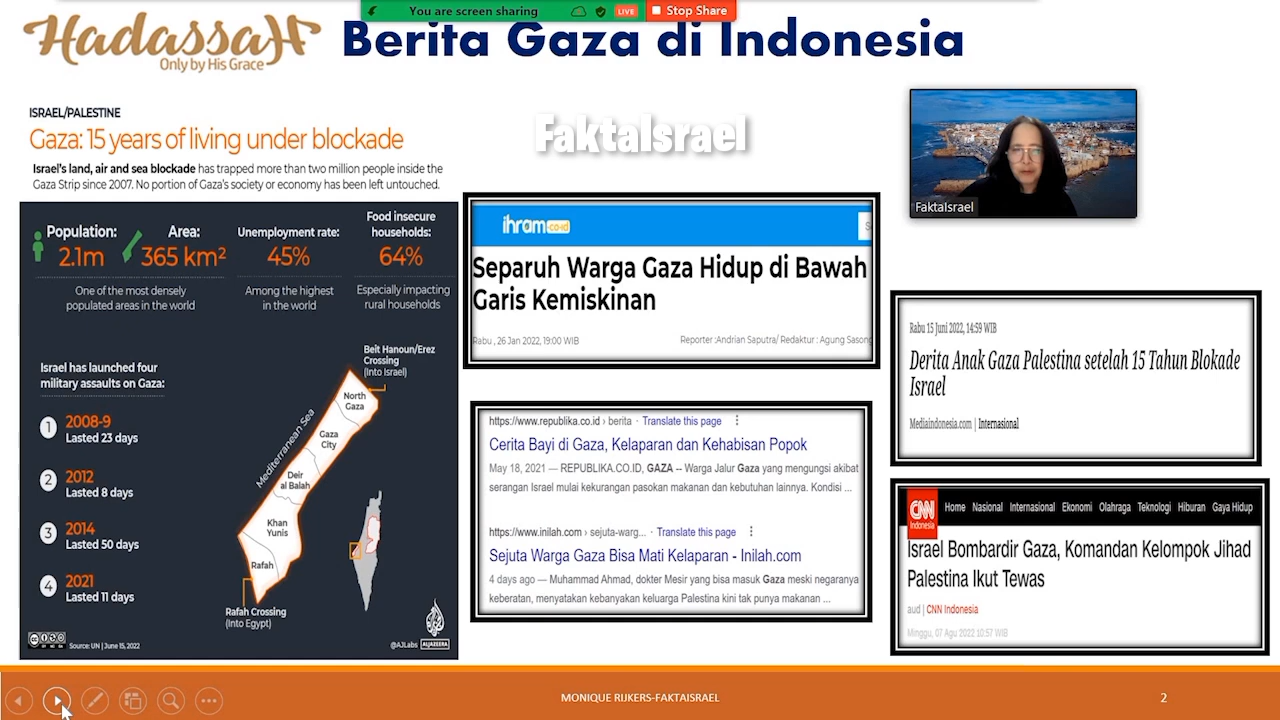 You are screen sharing
LIVE
Stop Share
HadassaH
Only by His Grace
Berita Gaza di Indonesia
ISRAEL/PALESTINE
Gaza: 15 years of living under blockade
Israel's land, air and sea blockade has trapped more than two million people inside the
Gaza Strip since 2007. No portion of Gaza's society or economy has been left untouched.
Population:
2.1m
Area:
365 km²
One of the most densely
populated areas in the world
Unemployment rate:
45%
Among the highest
in the world
Food insecure
households:
64%
Especially impacting
rural households
Israel has launched four
military assaults on Gaza:
1
2008-9
Lasted 23 days
2
2012
Lasted 8 days
3
2014
Lasted 50 days
4
2021
Lasted 11 days
Beit Hanoun/Erez
Crossing
(Into Israel)
Mediterranean Sea
North
Gaza
Gaza
City
Deir
al Balah
Khan
Yunis
Rafah
Rafah Crossing
(Into Egypt)
Source: UN | June 15, 2022
@AJLabs
ALJAZEERA
FaktaIsrael
ihram.co.id
Separuh Warga Gaza Hidup di Bawah
Garis Kemiskinan
Rabu , 26 Jan 2022, 19:00 WIB
Reporter :Andrian Saputra/ Redaktur : Agung Sasong
https://www.republika.co.id › berita · Translate this page
Cerita Bayi di Gaza, Kelaparan dan Kehabisan Popok
May 18, 2021 — REPUBLIKA.CO.ID, GAZA -- Warga Jalur Gaza yang mengungsi akibat
serangan Israel mulai kekurangan pasokan makanan dan kebutuhan lainnya. Kondisi ...
https://www.inilah.com › sejuta-warg... · Translate this page
Sejuta Warga Gaza Bisa Mati Kelaparan - Inilah.com
4 days ago — Muhammad Ahmad, dokter Mesir yang bisa masuk Gaza meski negaranya
keberatan, menyatakan kebanyakan keluarga Palestina kini tak punya makanan ...
FaktaIsrael
Rabu 15 Juni 2022, 14:59 WIB
Derita Anak Gaza Palestina setelah 15 Tahun Blokade
Israel
Mediaindonesia.com | Internasional
CNN
Indonesia
Home Nasional Internasional Ekonomi Olahraga Teknologi Hiburan Gaya Hidup
Israel Bombardir Gaza, Komandan Kelompok Jihad
Palestina Ikut Tewas
aud | CNN Indonesia
Minggu, 07 Agu 2022 10:57 WIB
MONIQUE RIJKERS-FAKTAISRAEL
2